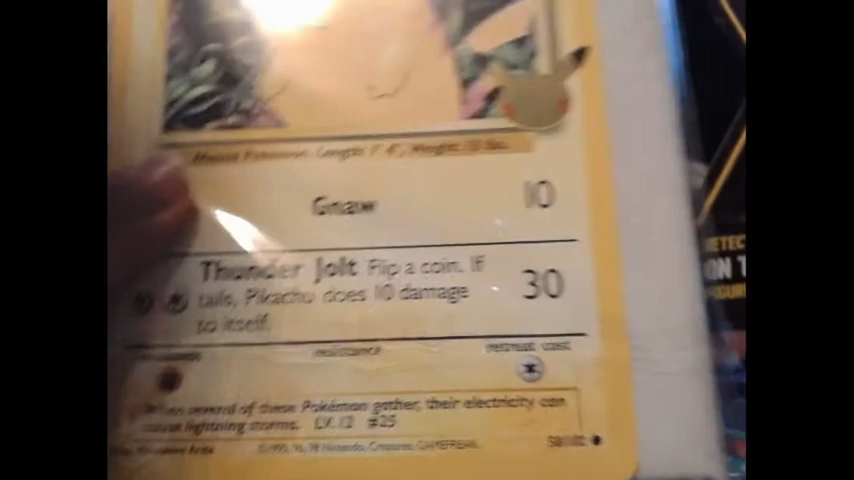 Mouse Pokémon. Length: 1' 4", Weight: 13 lbs.
Gnaw 10
Thunder Jolt Flip a coin. If
tails, Pikachu does 10 damage
to itself. 30
resistance retreat cost
When several of these Pokémon gather, their electricity can
cause lightning storms. LV. 12 #25
©1995, 96, 98 Nintendo, Creatures, GAMEFREAK. 58/102